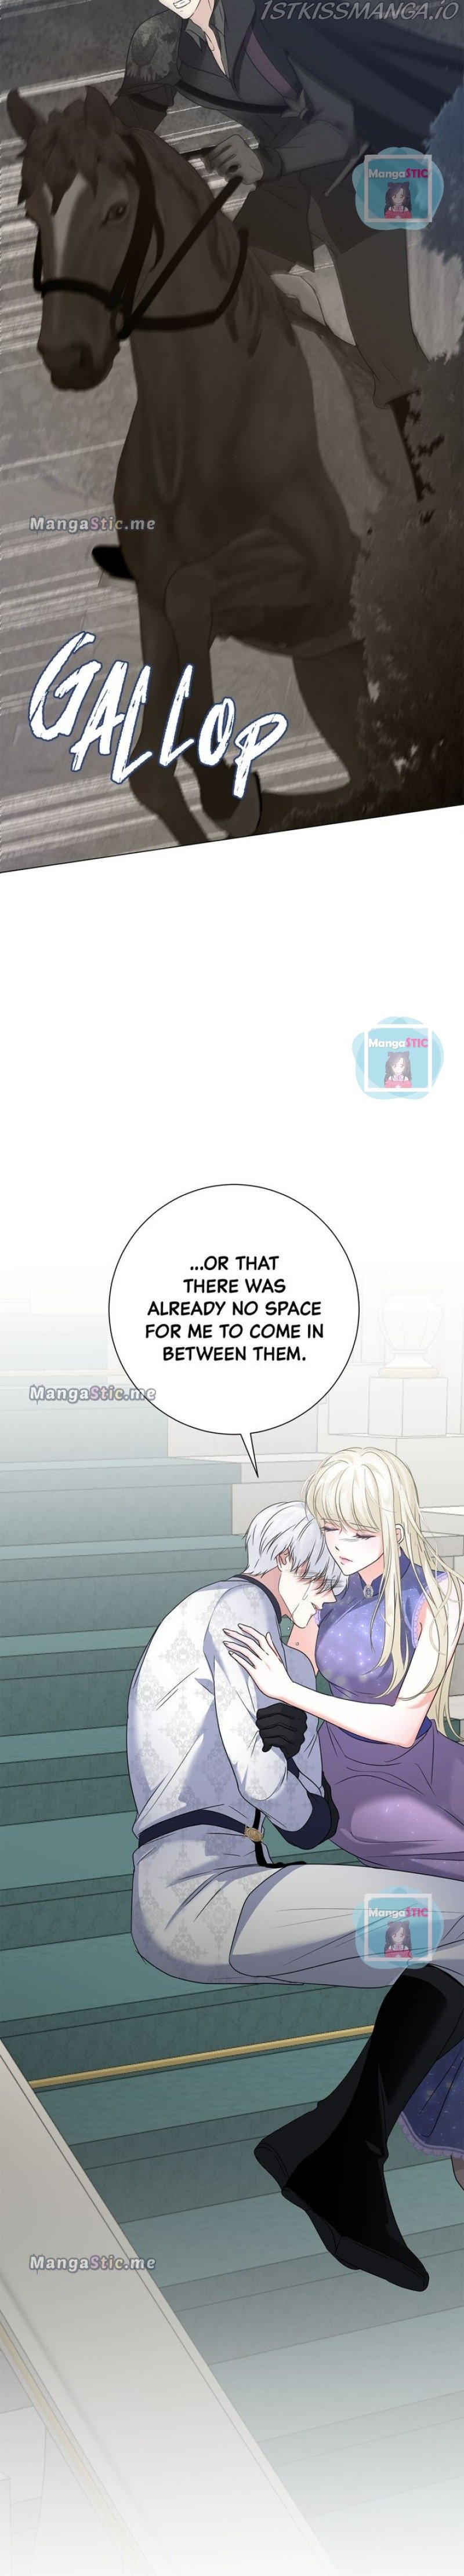 1STKISSMANGA.IO
MangaSTIC
MangaStic.me
GALLOP
MangaSTIC
...OR THAT
THERE WAS
ALREADY NO SPACE
FOR ME TO COME IN
BETWEEN THEM.
MangaStic.me
MangaSTIC
MangaStic.me